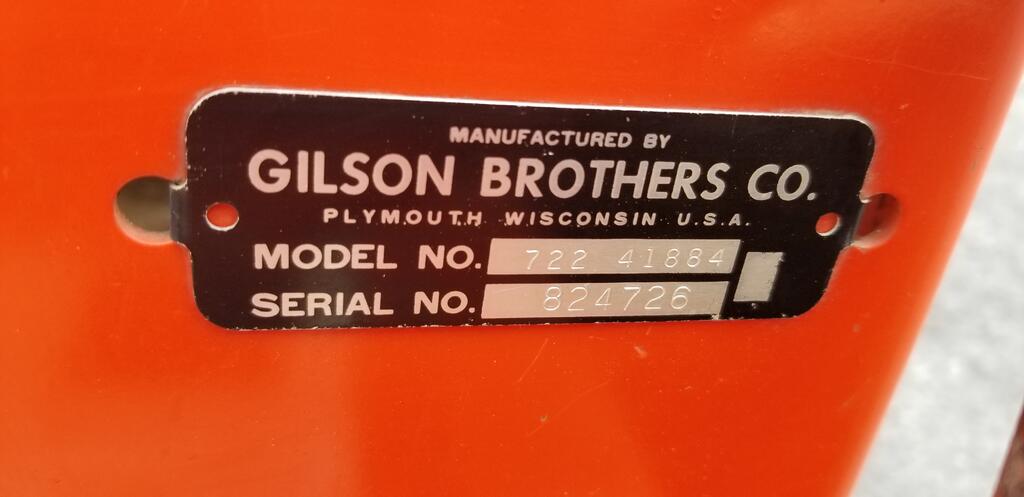 MANUFACTURED BY
GILSON BROTHERS CO.
PLYMOUTH WISCONSIN U.S.A.
MODEL NO. 722 41884
SERIAL NO. 824726